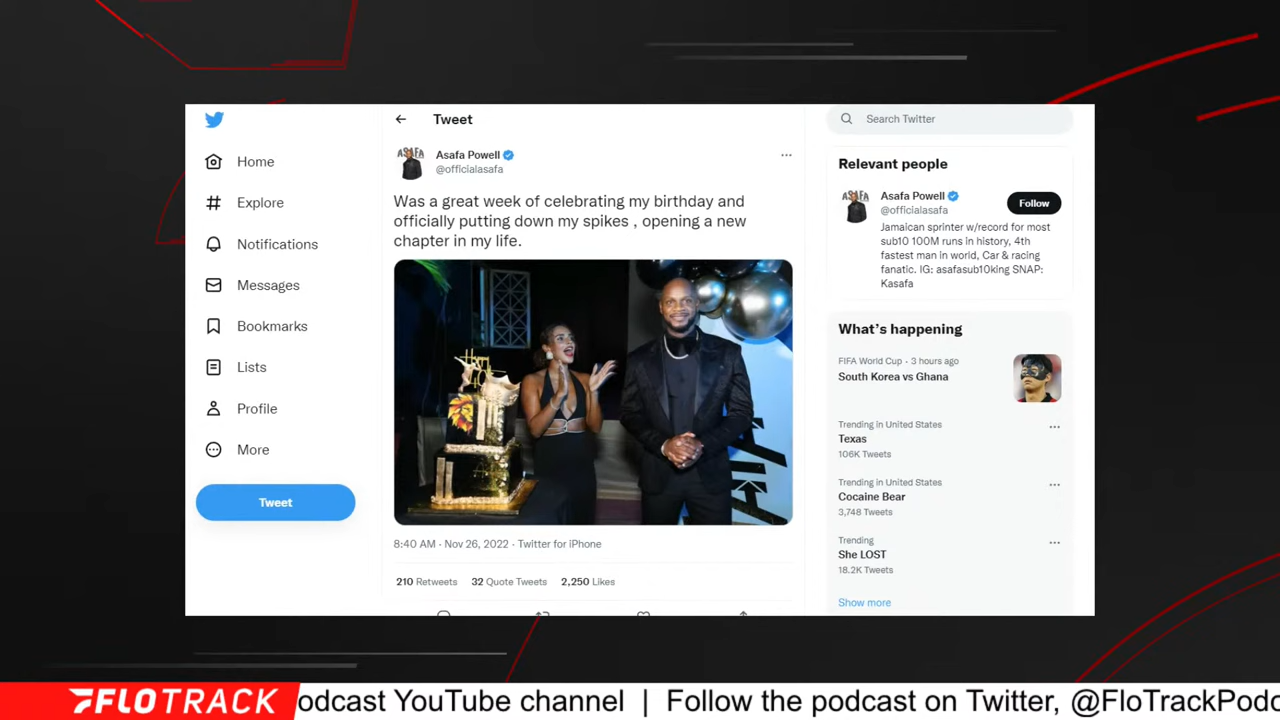 Home
Explore
Notifications
Messages
Bookmarks
Lists
Profile
More
Tweet
Tweet
Asafa Powell
@officialasafa
Was a great week of celebrating my birthday and
officially putting down my spikes , opening a new
chapter in my life.
8:40 AM · Nov 26, 2022 · Twitter for iPhone
210 Retweets 32 Quote Tweets 2,250 Likes
Search Twitter
Relevant people
ASAFA
Asafa Powell
@officialasafa
Follow
Jamaican sprinter w/record for most
sub10 100M runs in history, 4th
fastest man in world, Car & racing
fanatic. IG: asafasub10king SNAP:
Kasafa
What's happening
FIFA World Cup · 3 hours ago
South Korea vs Ghana
Trending in United States
Texas
106K Tweets
Trending in United States
Cocaine Bear
3,748 Tweets
Trending
She LOST
18.2K Tweets
Show more
FLOTRACK
odcast YouTube channel | Follow the podcast on Twitter, @FloTrackPodc